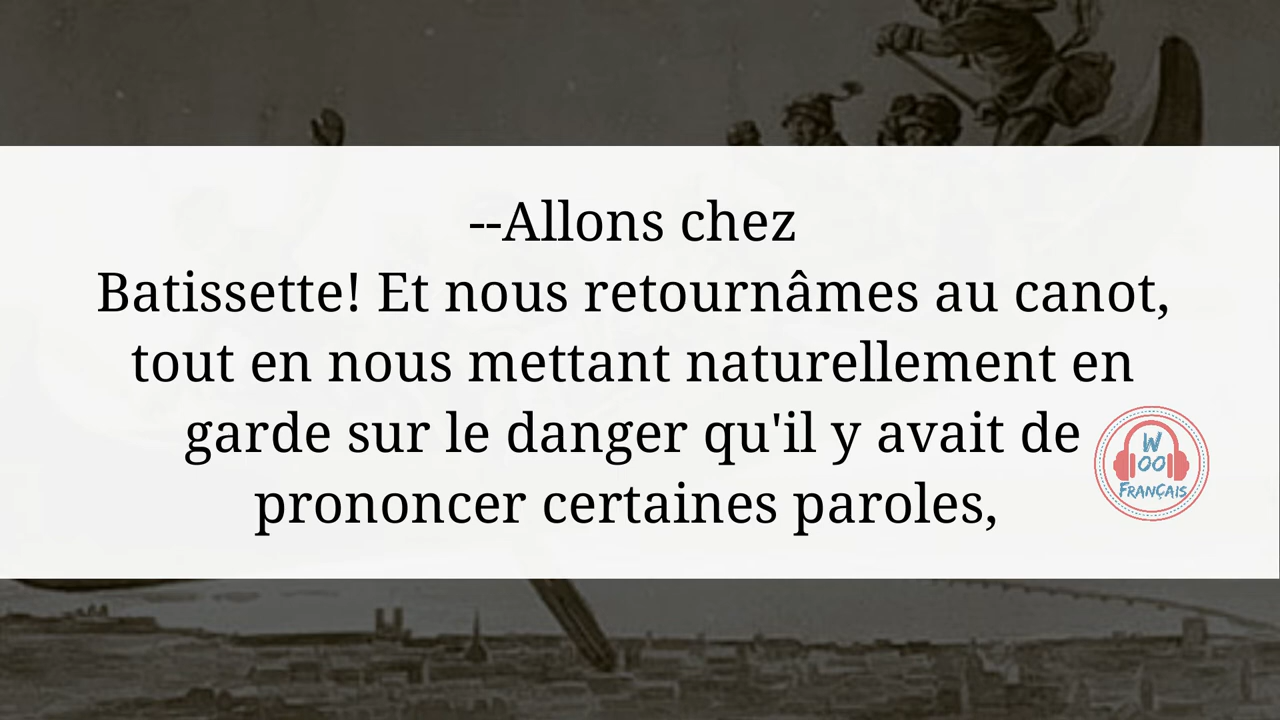 --Allons chez
Batissette! Et nous retournâmes au canot,
tout en nous mettant naturellement en
garde sur le danger qu'il y avait de
prononcer certaines paroles,
W
OO
FRANÇAIS